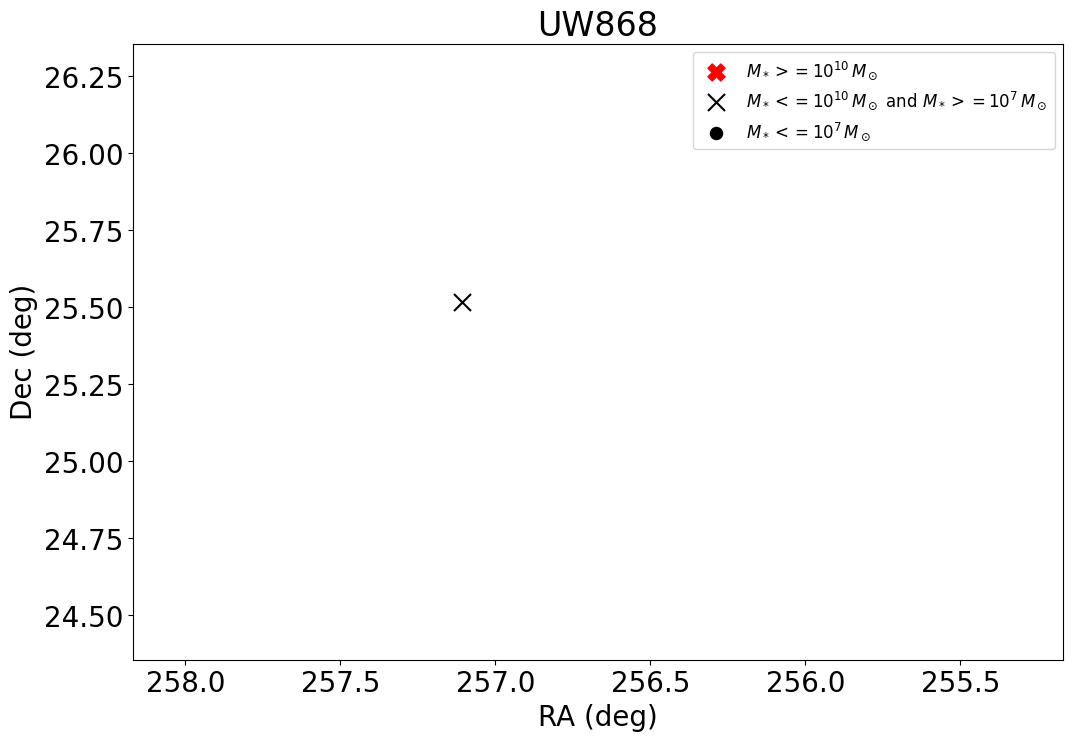 UW868
26.25
26.00
25.75
25.50
25.25
25.00
24.75
24.50
Dec (deg)
M* >= 10^10 M⊙
M* <= 10^10 M⊙ and M* >= 10^7 M⊙
M* <= 10^7 M⊙
258.0 257.5 257.0 256.5 256.0 255.5
RA (deg)